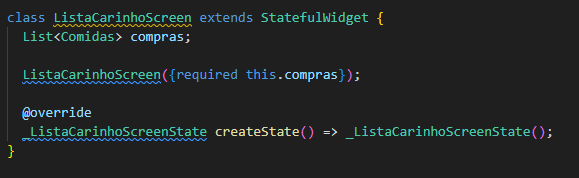 class ListaCarinhoScreen extends StatefulWidget {
List<Comidas> compras;
ListaCarinhoScreen({required this.compras});
@override
_ListaCarinhoScreenState createState() => _ListaCarinhoScreenState();
}